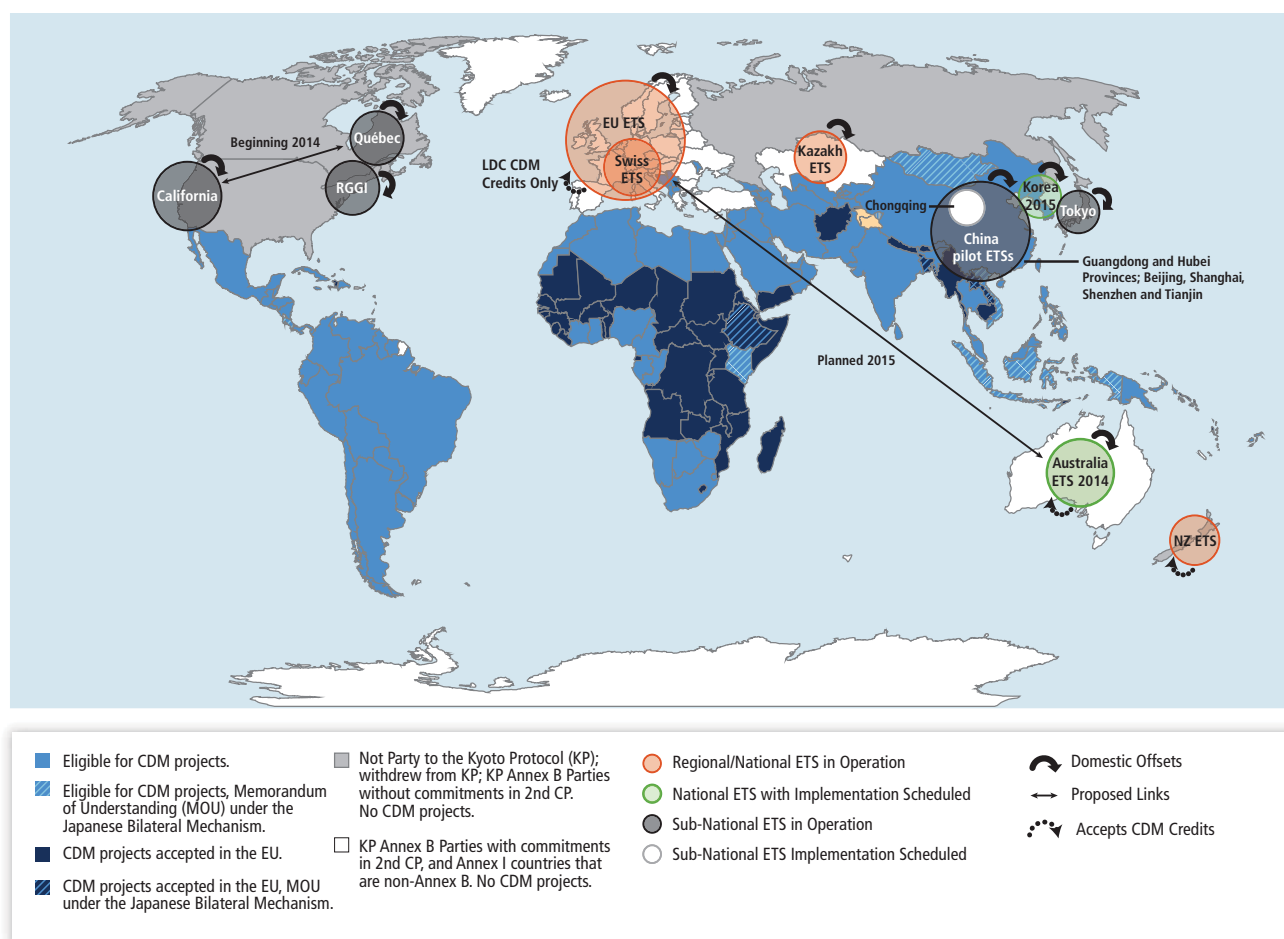 Beginning 2014
Québec
California
RGGI
EU ETS
Swiss
ETS
LDC CDM
Credits Only
Kazakh
ETS
Korea
2015
Tokyo
Chongqing
China
pilot ETSs
Guangdong and Hubei
Provinces; Beijing, Shanghai,
Shenzhen and Tianjin
Planned 2015
Australia
ETS 2014
NZ ETS
Eligible for CDM projects.
Eligible for CDM projects, Memorandum
of Understanding (MOU) under the
Japanese Bilateral Mechanism.
CDM projects accepted in the EU.
CDM projects accepted in the EU, MOU
under the Japanese Bilateral Mechanism.
Not Party to the Kyoto Protocol (KP);
withdrew from KP; KP Annex B Parties
without commitments in 2nd CP.
No CDM projects.
KP Annex B Parties with commitments
in 2nd CP, and Annex I countries that
are non-Annex B. No CDM projects.
Regional/National ETS in Operation
National ETS with Implementation Scheduled
Sub-National ETS in Operation
Sub-National ETS Implementation Scheduled
Domestic Offsets
Proposed Links
Accepts CDM Credits